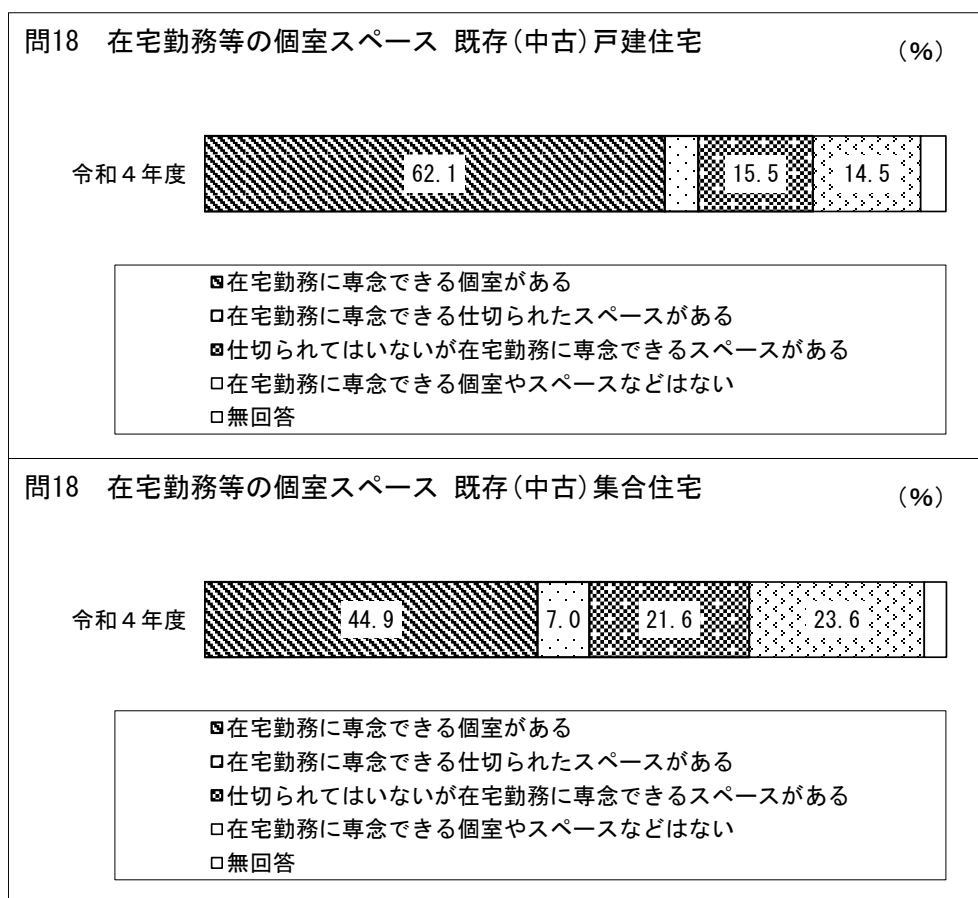 問18　在宅勤務等の個室スペース 既存(中古)戸建住宅
(%)
令和４年度
62.1
15.5
14.5
在宅勤務に専念できる個室がある
在宅勤務に専念できる仕切られたスペースがある
仕切られてはいないが在宅勤務に専念できるスペースがある
在宅勤務に専念できる個室やスペースなどはない
無回答
問18　在宅勤務等の個室スペース 既存(中古)集合住宅
(%)
令和４年度
44.9
7.0
21.6
23.6
在宅勤務に専念できる個室がある
在宅勤務に専念できる仕切られたスペースがある
仕切られてはいないが在宅勤務に専念できるスペースがある
在宅勤務に専念できる個室やスペースなどはない
無回答